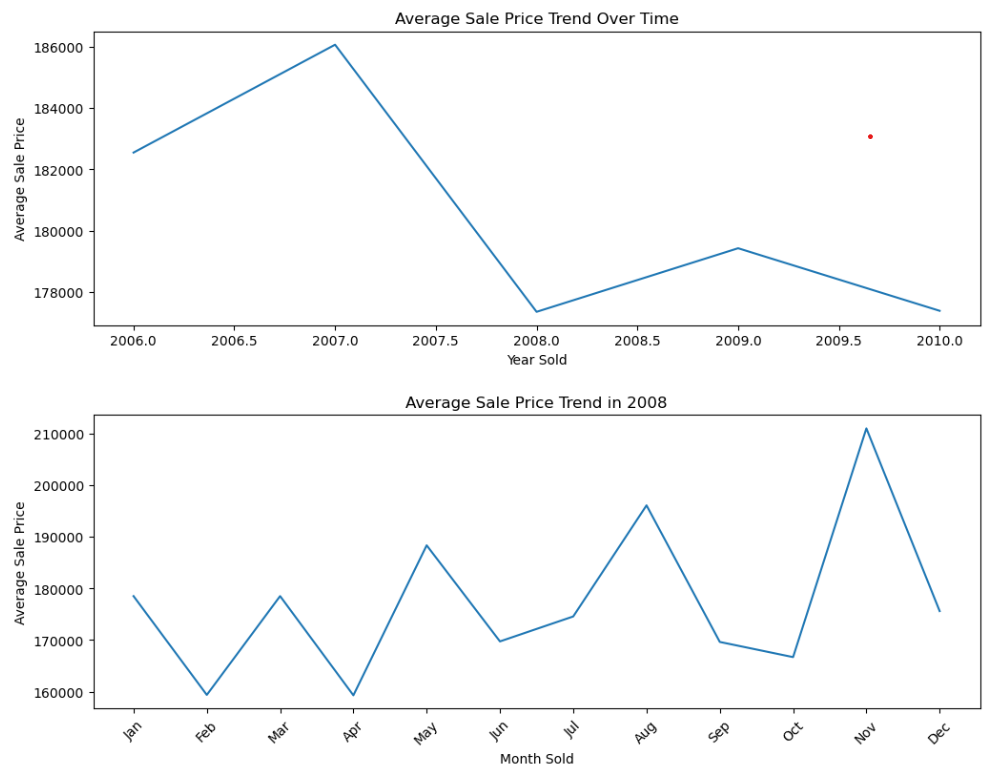 Average Sale Price Trend Over Time
Average Sale Price
186000
184000
182000
180000
178000
2006.0 2006.5 2007.0 2007.5 2008.0 2008.5 2009.0 2009.5 2010.0
Year Sold
Average Sale Price Trend in 2008
Average Sale Price
210000
200000
190000
180000
170000
160000
Jan Feb Mar Apr May Jun Jul Aug Sep Oct Nov Dec
Month Sold